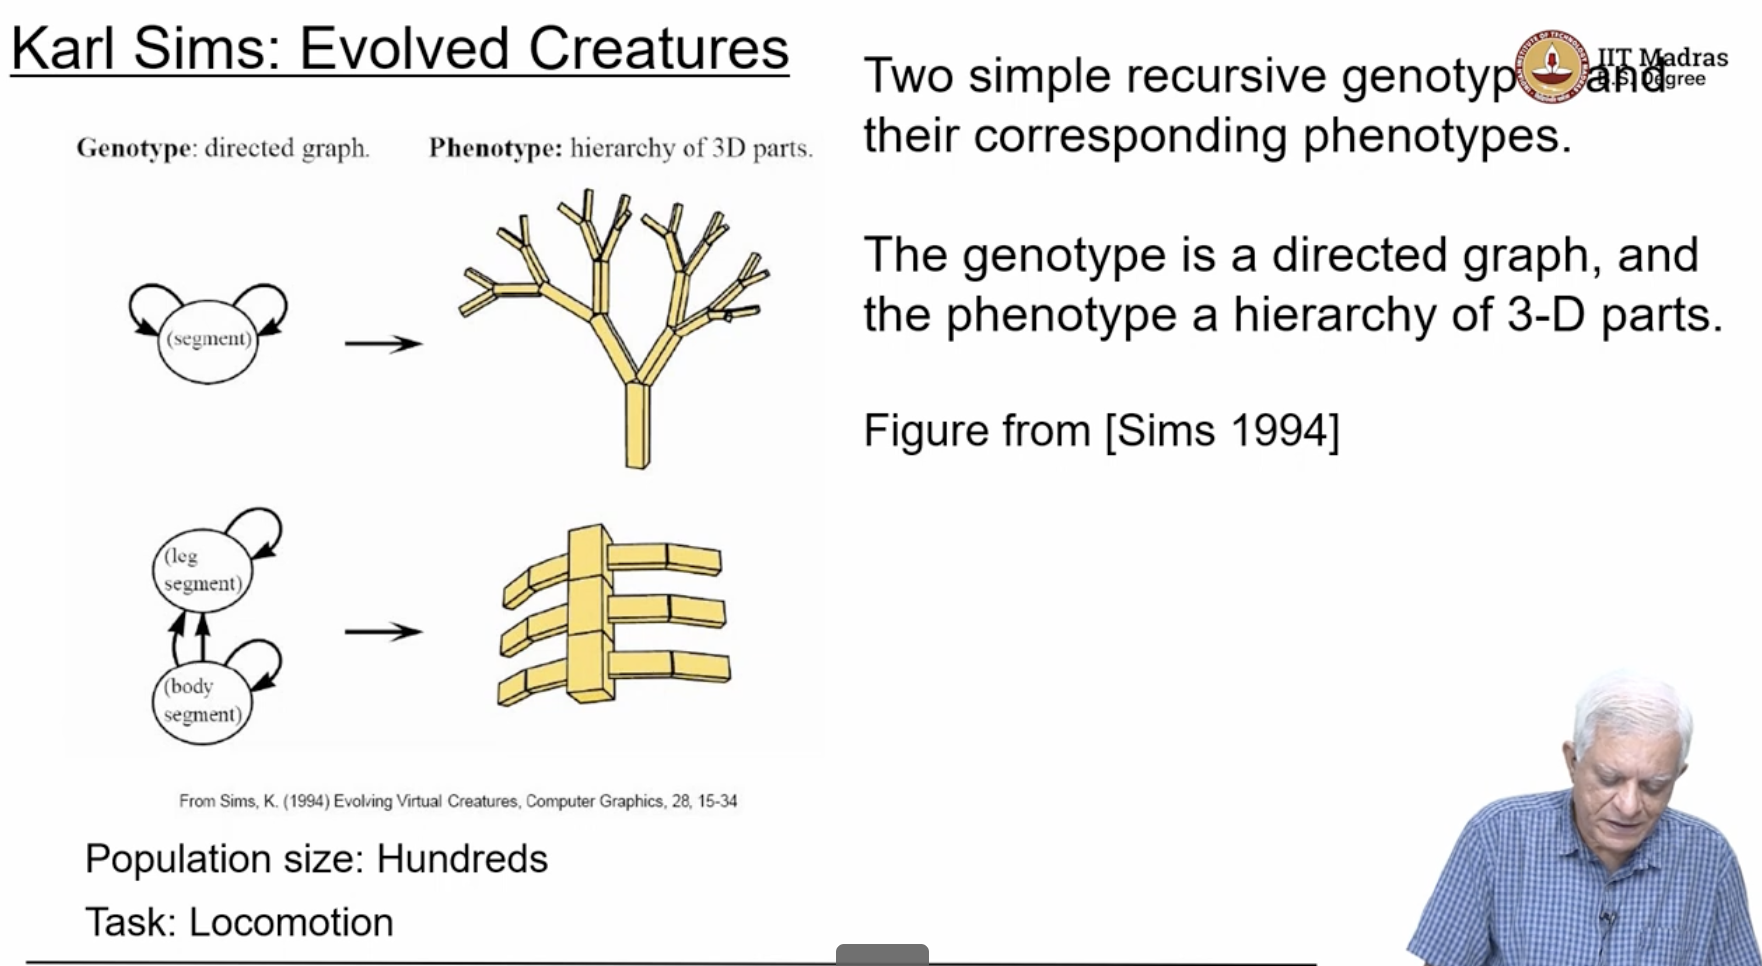 Karl Sims: Evolved Creatures
Genotype: directed graph.
Phenotype: hierarchy of 3D parts.
(segment)
(leg
segment)
(body
segment)
From Sims, K. (1994) Evolving Virtual Creatures, Computer Graphics, 28, 15-34
Population size: Hundreds
Task: Locomotion
Two simple recursive genotyp and
their corresponding phenotypes.
The genotype is a directed graph, and
the phenotype a hierarchy of 3-D parts.
Figure from [Sims 1994]
IIT Madras
B.S. Degree